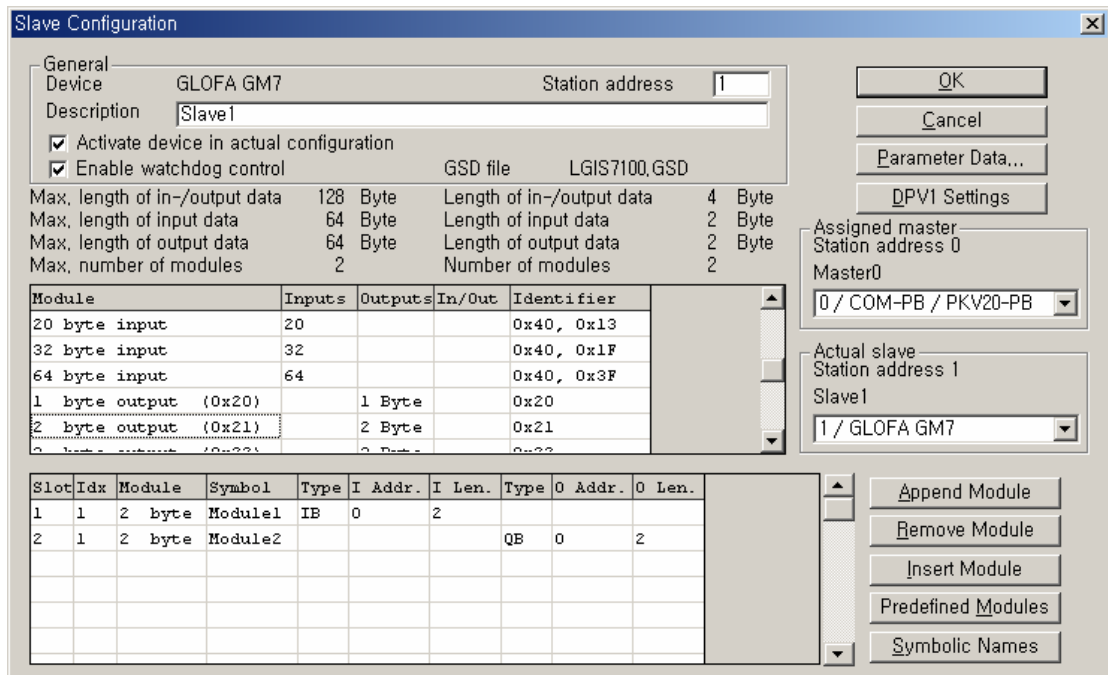 Slave Configuration
General
Device GLOFA GM7 Station address 1
Description Slave1
Activate device in actual configuration
Enable watchdog control GSD file LGIS7100,GSD
Max, length of in-/output data 128 Byte Length of in-/output data 4 Byte
Max, length of input data 64 Byte Length of input data 2 Byte
Max, length of output data 64 Byte Length of output data 2 Byte
Max, number of modules 2 Number of modules 2
Module Inputs Outputs In/Out Identifier
20 byte input 20 0x40, 0x13
32 byte input 32 0x40, 0x1F
64 byte input 64 0x40, 0x3F
1 byte output (0x20) 1 Byte 0x20
2 byte output (0x21) 2 Byte 0x21
Slot Idx Module Symbol Type I Addr. I Len. Type O Addr. O Len.
1 1 2 byte Module1 IB 0 2
2 1 2 byte Module2 QB 0 2
OK
Cancel
Parameter Data,,,
DPV1 Settings
Assigned master
Station address 0
Master0
0 / COM-PB / PKV20-PB
Actual slave
Station address 1
Slave1
1 / GLOFA GM7
Append Module
Remove Module
Insert Module
Predefined Modules
Symbolic Names